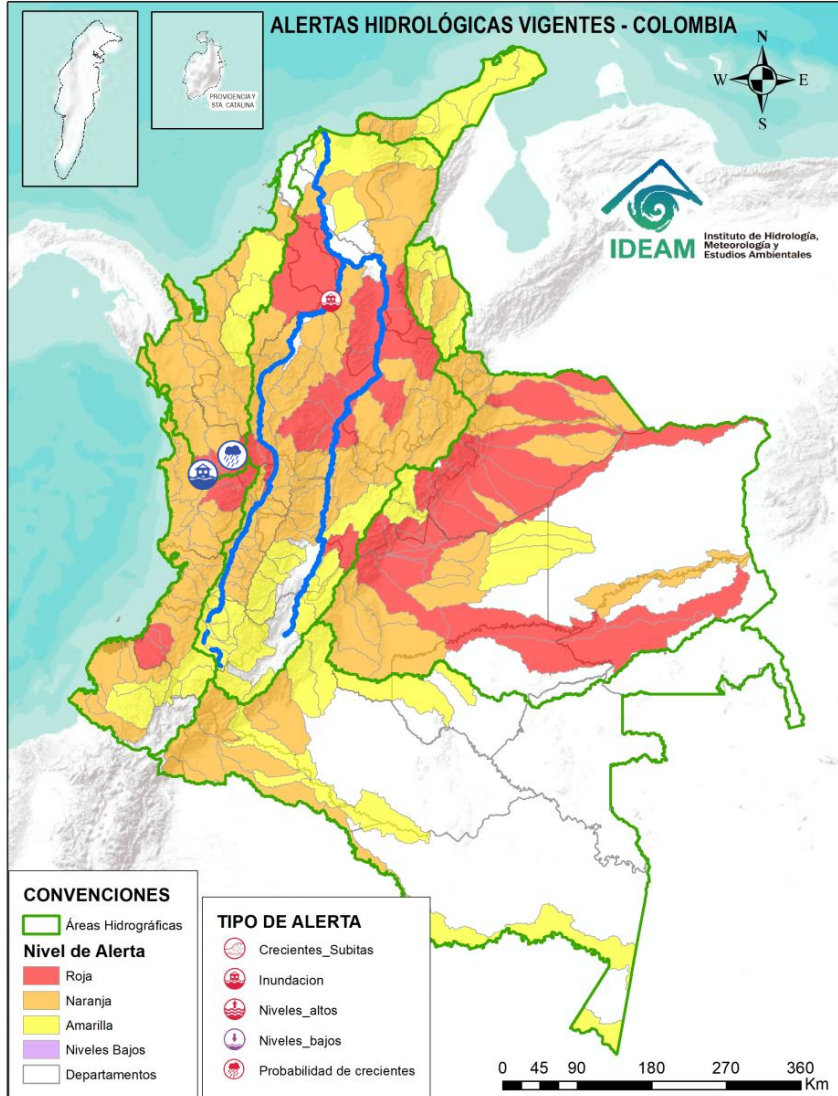 ALERTAS HIDROLÓGICAS VIGENTES - COLOMBIA
PROVIDENCIA Y
STA. CATALINA
N
W
E
S
IDEAM
Instituto de Hidrología,
Meteorología y
Estudios Ambientales
CONVENCIONES
Áreas Hidrográficas
Nivel de Alerta
Roja
Naranja
Amarilla
Niveles Bajos
Departamentos
TIPO DE ALERTA
Crecientes_Subitas
Inundacion
Niveles_altos
Niveles_bajos
Probabilidad de crecientes
0 45 90 180 270 360
Km